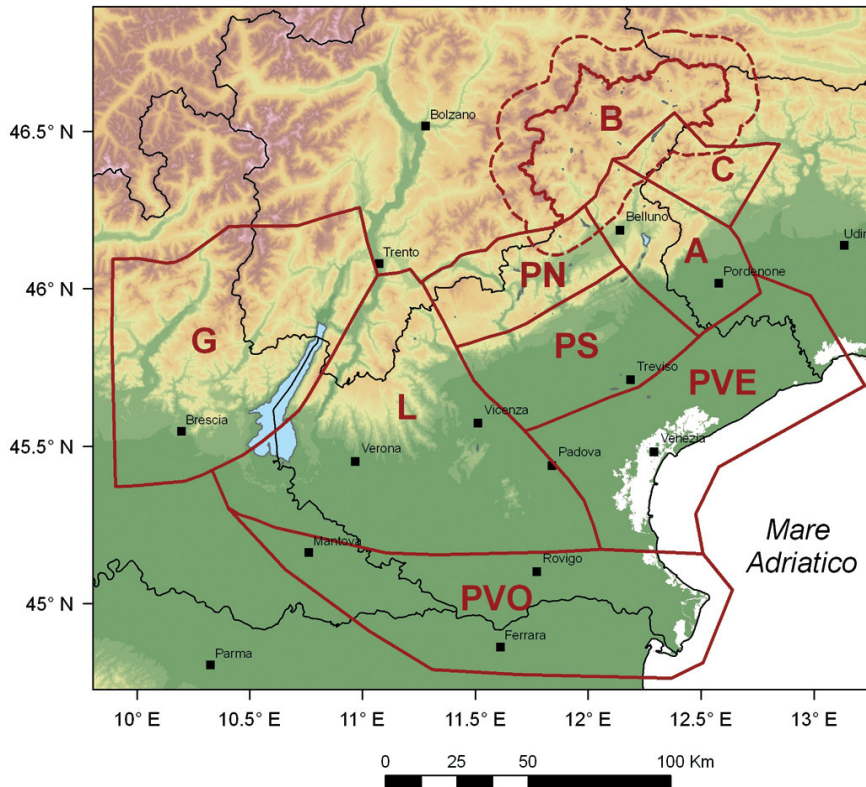 46.5° N
46° N
45.5° N
45° N
Bolzano
B
C
Belluno
Udin
Trento
PN
A
Pordenone
G
PS
Treviso
PVE
Brescia
L
Vicenza
Verona
Padova
Venezia
Mare
Adriatico
Mantova
Rovigo
PVO
Ferrara
Parma
10° E
10.5° E
11° E
11.5° E
12° E
12.5° E
13° E
0 25 50 100 Km